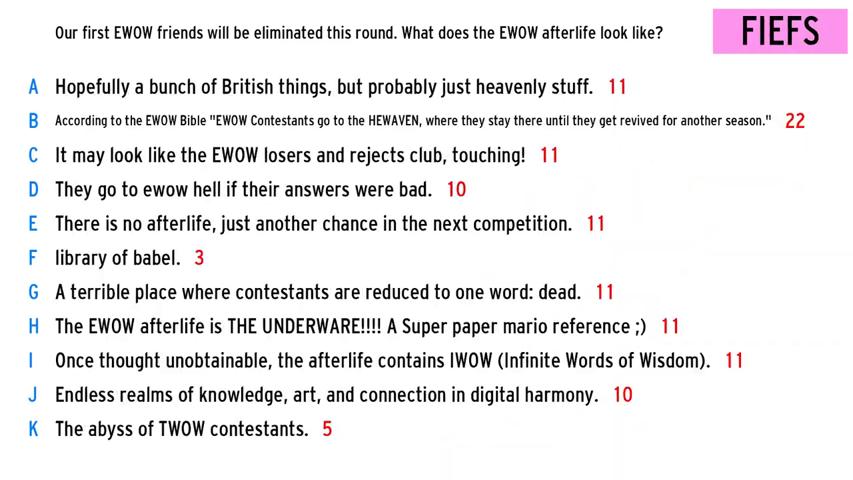 Our first EWOW friends will be eliminated this round. What does the EWOW afterlife look like?
FIEFS
A Hopefully a bunch of British things, but probably just heavenly stuff. 11
B According to the EWOW Bible "EWOW Contestants go to the HEWAVEN, where they stay there until they get revived for another season." 22
C It may look like the EWOW losers and rejects club, touching! 11
D They go to ewow hell if their answers were bad. 10
E There is no afterlife, just another chance in the next competition. 11
F library of babel. 3
G A terrible place where contestants are reduced to one word: dead. 11
H The EWOW afterlife is THE UNDERWARE!!!! A Super paper mario reference ;) 11
I Once thought unobtainable, the afterlife contains IWOW (Infinite Words of Wisdom). 11
J Endless realms of knowledge, art, and connection in digital harmony. 10
K The abyss of TWOW contestants. 5